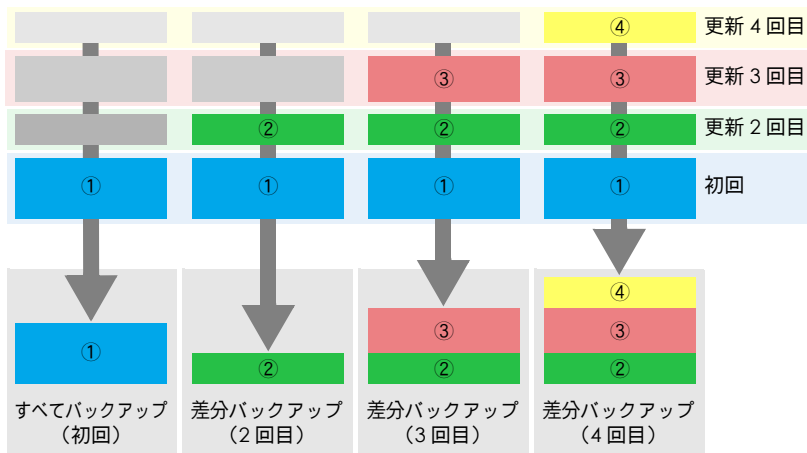 ④ 更新 4 回目
③ ③ 更新 3 回目
② ② ② 更新 2 回目
① ① ① ① 初回
④
③ ③
①
② ② ②
すべてバックアップ 差分バックアップ 差分バックアップ 差分バックアップ
（初回） （2 回目） （3 回目） （4 回目）